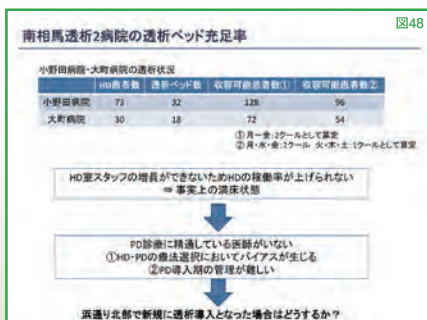 図48
南相馬透析2病院の透析ベッド充足率
小野田病院・大町病院の透析状況
HD患者数 透析ベッド数 収容可能患者数① 収容可能患者数②
小野田病院 73 32 128 96
大町病院 30 18 72 54
①月ー金:2クールとして算定
②月・水・金:2クール 火・木・土:1クールとして算定
HD室スタッフの増員ができないためHDの稼働率が上げられない
⇒ 事実上の満床状態
PD診療に精通している医師がいない
①HD・PDの療法選択においてバイアスが生じる
②PD導入期の管理が難しい
浜通り北部で新規に透析導入となった場合はどうするか?